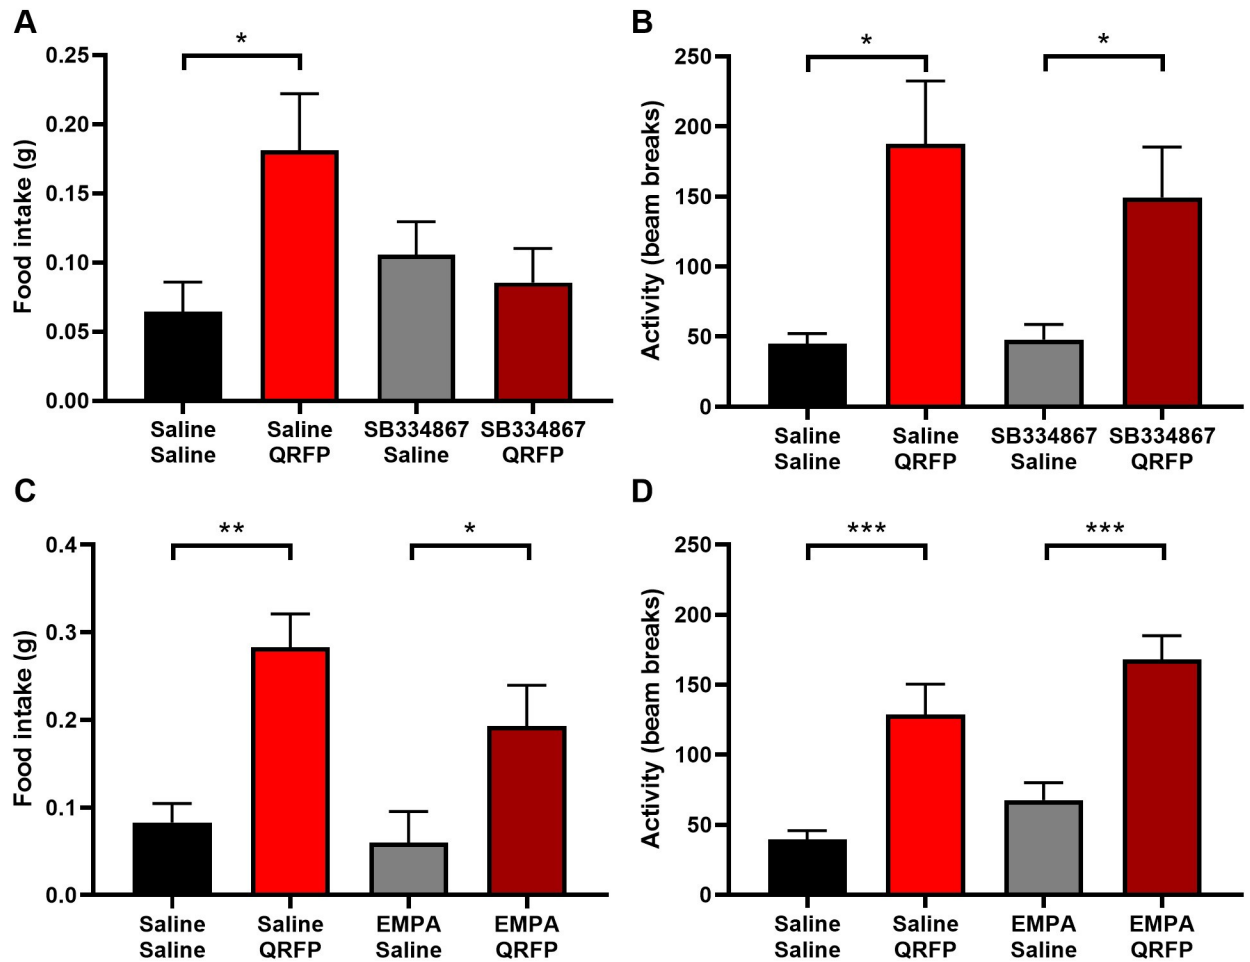 A
*
0.25
0.20
0.15
0.10
0.05
0.00
Food intake (g)
Saline Saline SB334867 SB334867
Saline QRFP Saline QRFP
B
* *
250
200
150
100
50
0
Activity (beam breaks)
Saline Saline SB334867 SB334867
Saline QRFP Saline QRFP
C
** *
0.4
0.3
0.2
0.1
0.0
Food intake (g)
Saline Saline EMPA EMPA
Saline QRFP Saline QRFP
D
*** ***
250
200
150
100
50
0
Activity (beam breaks)
Saline Saline EMPA EMPA
Saline QRFP Saline QRFP